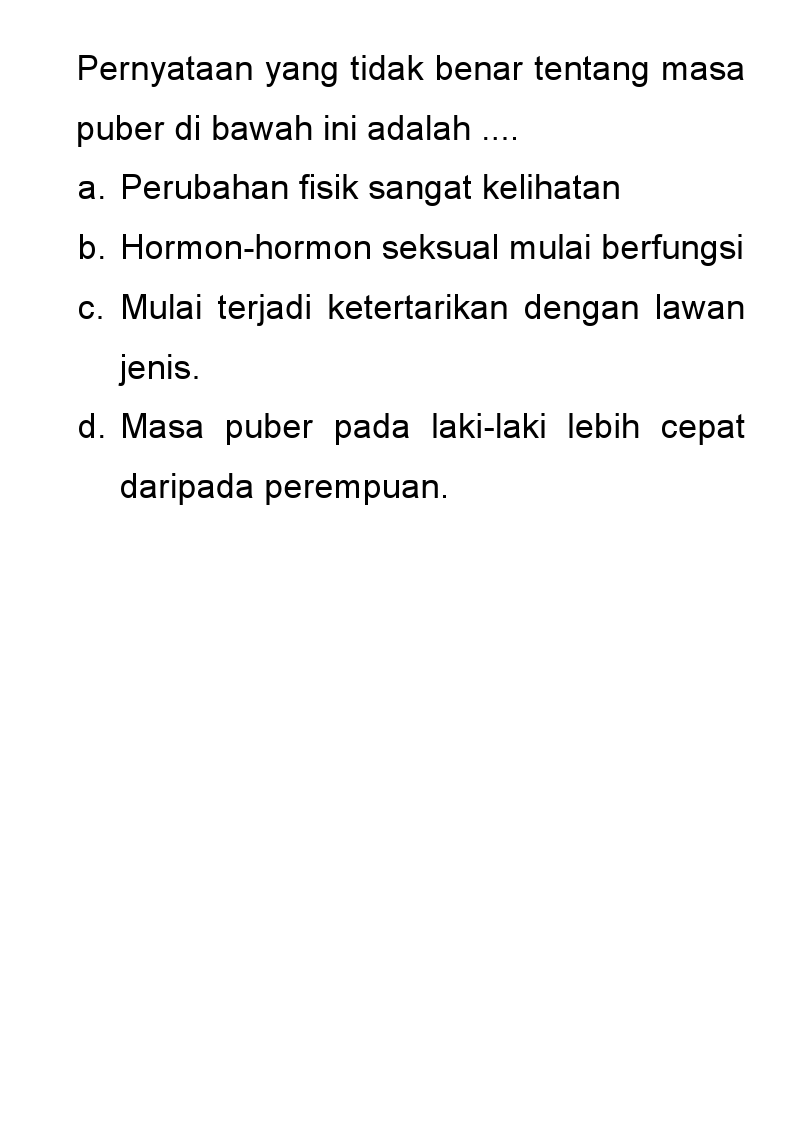 Pernyataan yang tidak benar tentang masa
puber di bawah ini adalah ....
a. Perubahan fisik sangat kelihatan
b. Hormon-hormon seksual mulai berfungsi
c. Mulai terjadi ketertarikan dengan lawan
jenis.
d. Masa puber pada laki-laki lebih cepat
daripada perempuan.